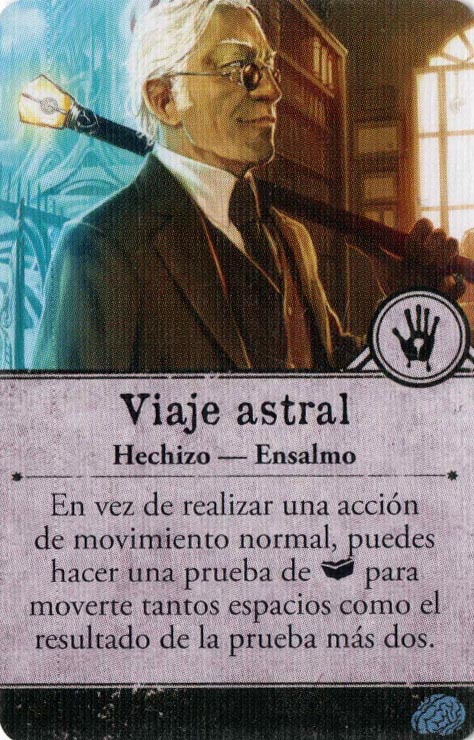 Viaje astral
Hechizo — Ensalmo
En vez de realizar una acción
de movimiento normal, puedes
hacer una prueba de para
moverte tantos espacios como el
resultado de la prueba más dos.